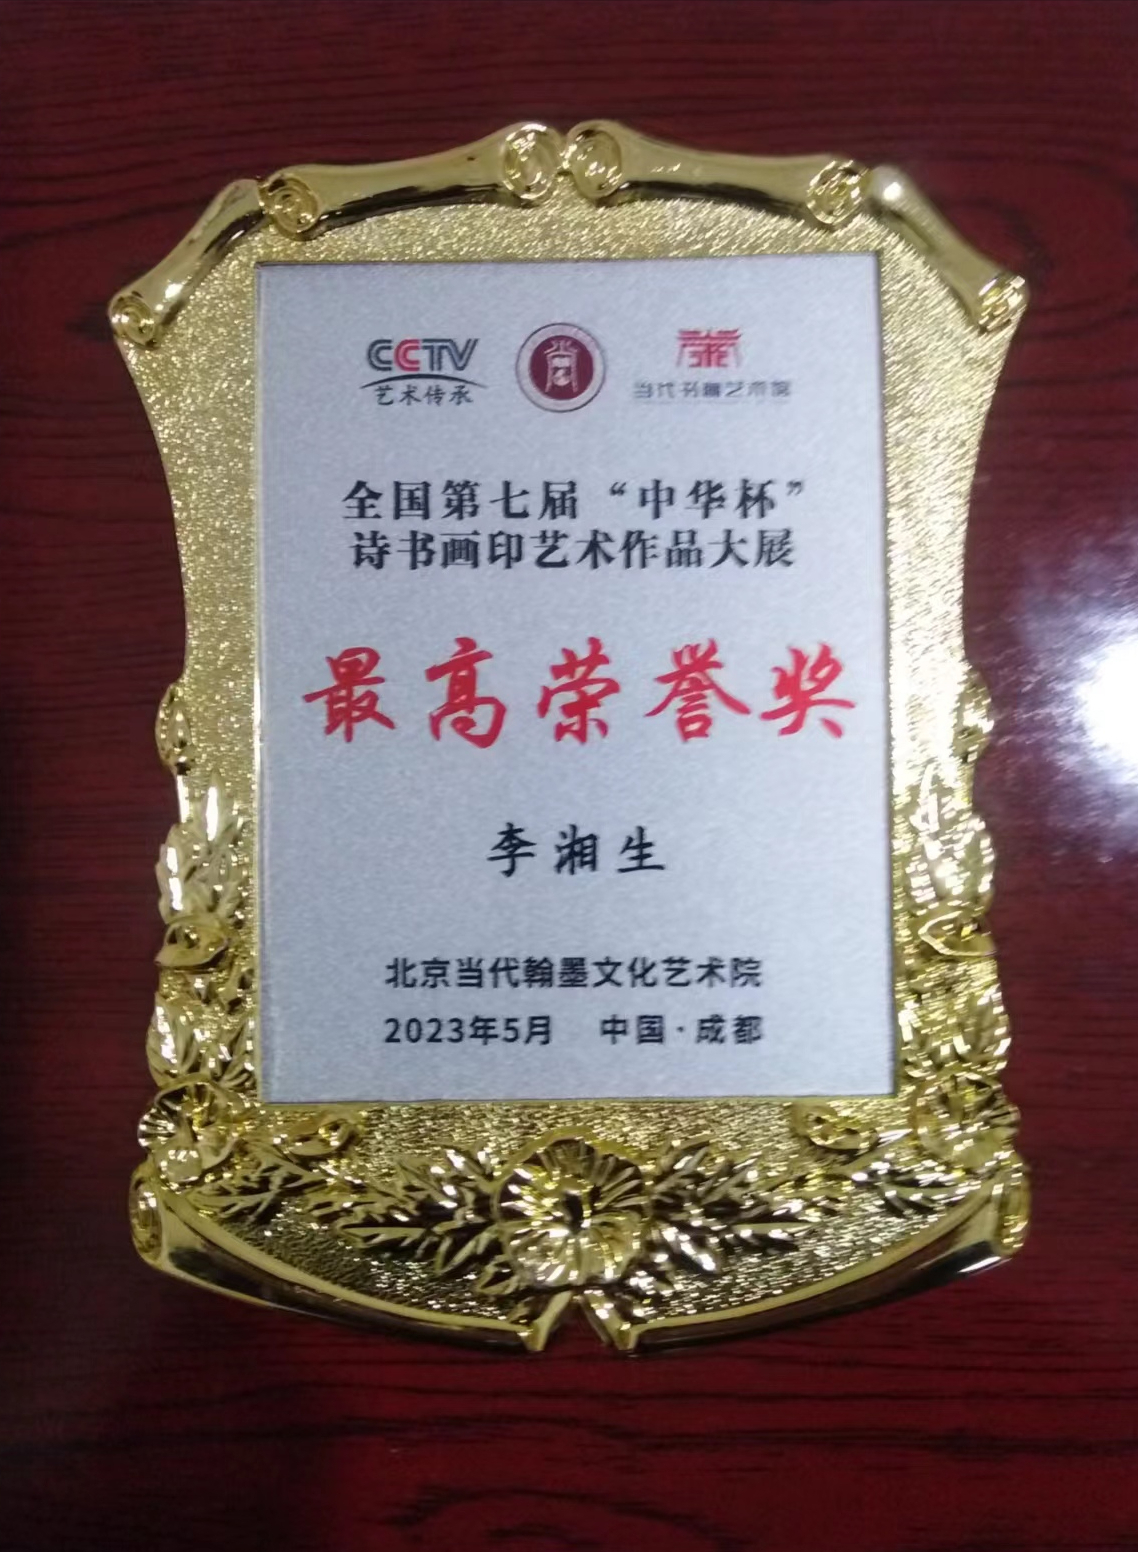 CCTV
艺术传承
当代书画艺术院
全国第七届“中华杯”
诗书画印艺术作品大展
最高荣誉奖
李湘生
北京当代翰墨文化艺术院
2023年5月 中国·成都